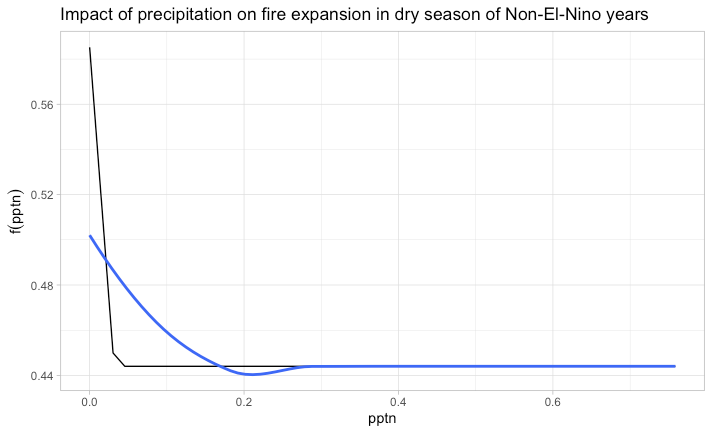 Impact of precipitation on fire expansion in dry season of Non-El-Nino years
f(pptn)
0.56
0.52
0.48
0.44
0.0 0.2 0.4 0.6
pptn